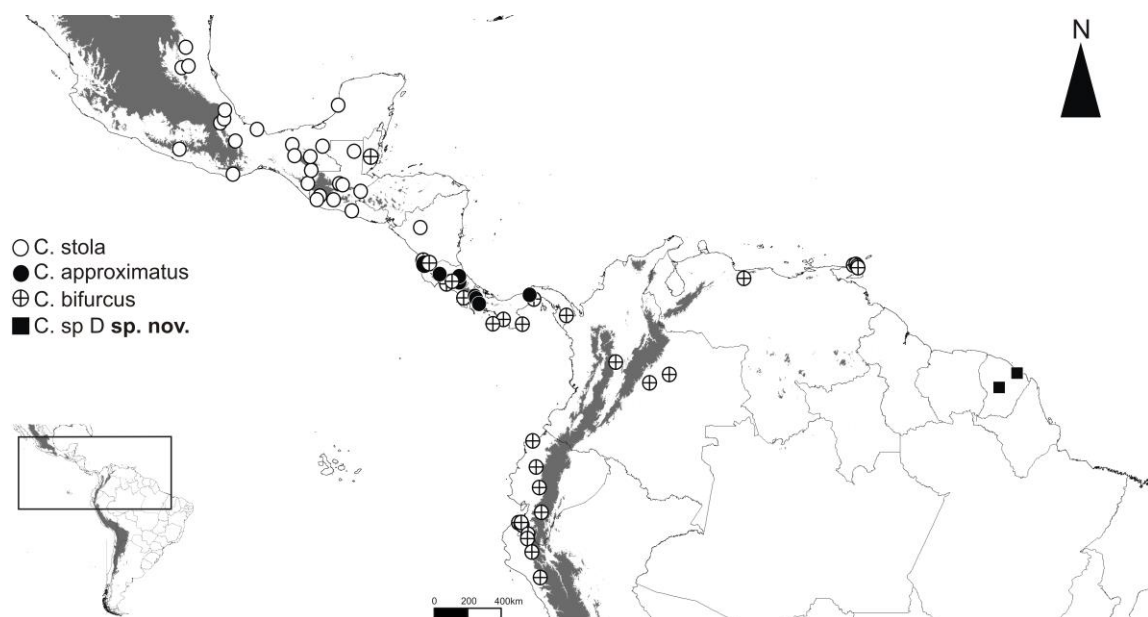 N
C. stola
C. approximatus
C. bifurcus
C. sp D sp. nov.
0 200 400km